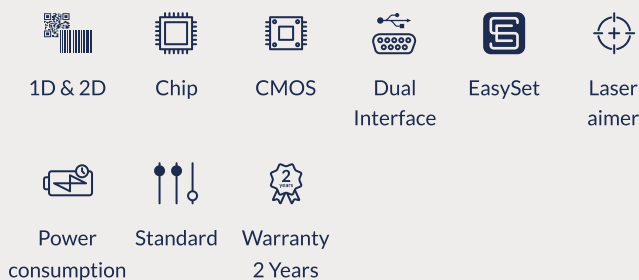 1D & 2D
Chip
CMOS
Dual
Interface
EasySet
Laser
aimer
2
years
Power
consumption
Standard
Warranty
2 Years